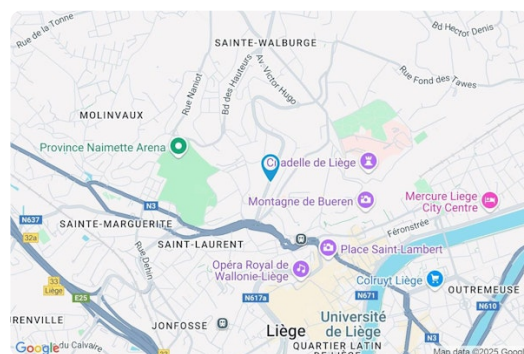 Rue de la Tonne
Bd Hector Denis
SAINTE-WALBURGE
Av. Victor Hugo
Bd des Hauteurs
Rue Naniot
Rue Fond des Tawes
MOLINVAUX
Province Naimette Arena
Citadelle de Liège
Montagne de Bueren
Mercure Liege
City Centre
N637
N3
SAINTE-MARGUERITE
Féronstrée
32a
SAINT-LAURENT
Place Saint-Lambert
Rue Dehin
Opéra Royal de
Wallonie-Liège
Colruyt Liège
33
Liège
E25
N617a
N671
N3
OUTREMEUSE
N610
JONFOSSE
Université
de Liège
Liège
QUARTIER LATIN
du Calvaire
Google
Map data ©2025 Google